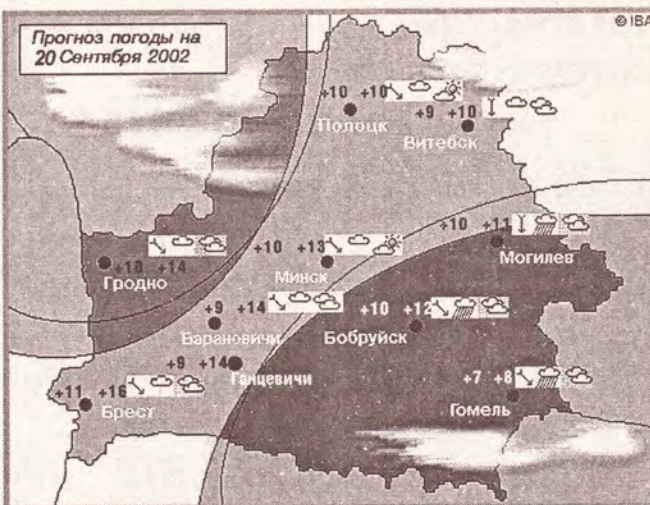 © IBA
Прогноз погоды на
20 Сентября 2002
+10 +10
Полоцк
+9 +10
Витебск
+10 +11
Могилев
+10 +13
Минск
+10 +14
Гродно
+9 +14
Барановичи
+10 +12
Бобруйск
+9 +14
Ганцевичи
+11 +16
Брест
+7 +8
Гомель